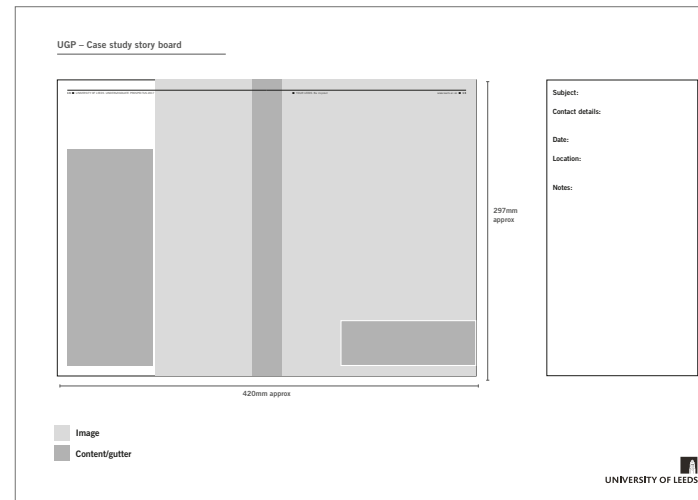 UGP – Case study story board
Subject:
Contact details:
Date:
Location:
Notes:
297mm
approx
420mm approx
Image
Content/gutter
UNIVERSITY OF LEEDS